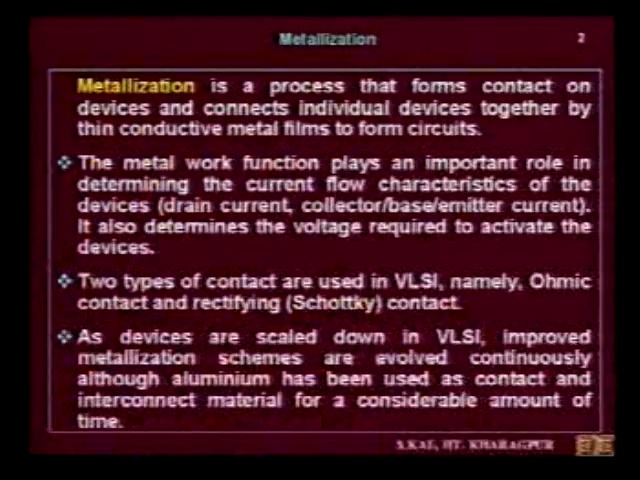 Metallization
2
Metallization is a process that forms contact on
devices and connects individual devices together by
thin conductive metal films to form circuits.
The metal work function plays an important role in
determining the current flow characteristics of the
devices (drain current, collector/base/emitter current).
It also determines the voltage required to activate the
devices.
Two types of contact are used in VLSI, namely, Ohmic
contact and rectifying (Schottky) contact.
As devices are scaled down in VLSI, improved
metallization schemes are evolved continuously
although aluminium has been used as contact and
interconnect material for a considerable amount of
time.
S.KAL, IIT- KHARAGPUR